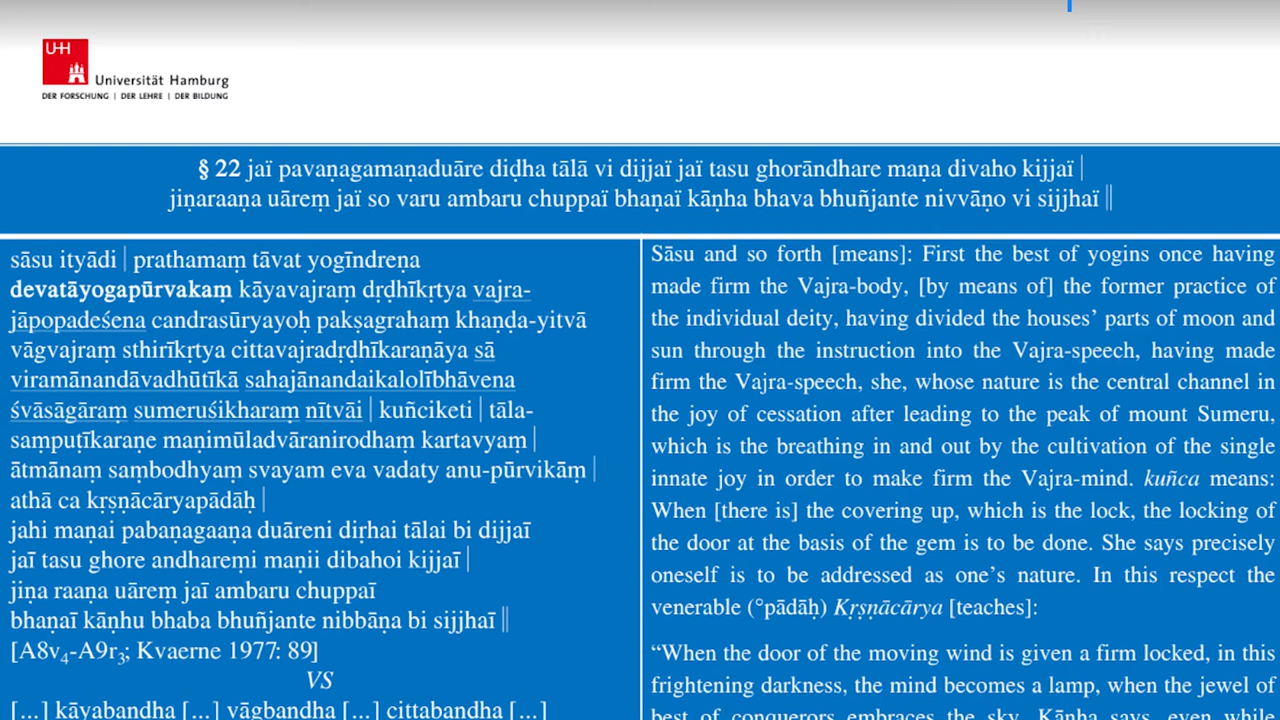 UHH
Universität Hamburg
DER FORSCHUNG | DER LEHRE | DER BILDUNG
§ 22 jaï pavaṇagamaṇaduāre diḍha tālā vi dijjaï jaï tasu ghorāndhare maṇa divaho kijjaï |
jiṇaraaṇa uāreṃ jaï so varu ambaru chuppaï bhaṇaï kāṇha bhava bhuñjante nivvāṇo vi sijjhaï ||
sāsu ityādi | prathamaṃ tāvat yogīndreṇa
devatāyogapūrvakaṃ kāyavajraṃ dṛḍhīkṛtya vajra-
jāpopadeśena candrasūryayoḥ pakṣagrahaṃ khaṇḍa-yitvā
vāgvajraṃ sthirīkṛtya cittavajradṛḍhīkaraṇāya sā
viramānandāvadhūtīkā sahajānandaikalolībhāvena
śvāsāgāraṃ sumeruśikharaṃ nītvāi | kuñciketi | tāla-
saṃpuṭīkaraṇe maṇimūladvāranirodhaṃ kartavyaṃ |
ātmānaṃ saṃbodhyaṃ svayam eva vadaty anu-pūrvikāṃ |
athā ca kṛṣṇācāryapādāḥ |
jahi maṇai pabaṇagaaṇa duāreni diṛhai tālai bi dijjaï
jaï tasu ghore andhareṃi maṇii dibahoi kijjaī |
jiṇa raaṇa uāreṃ jaï ambaru chuppaï
bhaṇaï kāṇhu bhaba bhuñjante nibbāṇa bi sijjhaï ||
[A8v4-A9r3; Kvaerne 1977: 89]
VS
[...] kāyabandha [...] vāgbandha [...] cittabandha [...]
Sāsu and so forth [means]: First the best of yogins once having
made firm the Vajra-body, [by means of] the former practice of
the individual deity, having divided the houses’ parts of moon and
sun through the instruction into the Vajra-speech, having made
firm the Vajra-speech, she, whose nature is the central channel in
the joy of cessation after leading to the peak of mount Sumeru,
which is the breathing in and out by the cultivation of the single
innate joy in order to make firm the Vajra-mind. kuñca means:
When [there is] the covering up, which is the lock, the locking of
the door at the basis of the gem is to be done. She says precisely
oneself is to be addressed as one’s nature. In this respect the
venerable (°pādāḥ) Kṛṣṇācārya [teaches]:
“When the door of the moving wind is given a firm locked, in this
frightening darkness, the mind becomes a lamp, when the jewel of
best of conquerors embraces the sky, Kāṇha says, even while